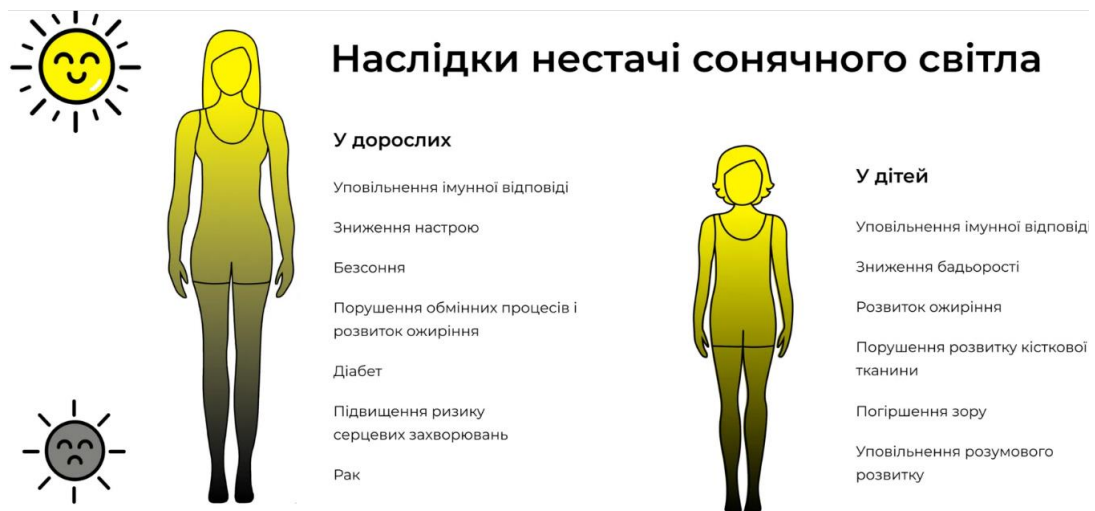 Наслідки нестачі сонячного світла
У дорослих
Уповільнення імунної відповіді
Зниження настрою
Безсоння
Порушення обмінних процесів і
розвиток ожиріння
Діабет
Підвищення ризику
серцевих захворювань
Рак
У дітей
Уповільнення імунної відповіді
Зниження бадьорості
Розвиток ожиріння
Порушення розвитку кісткової
тканини
Погіршення зору
Уповільнення розумового
розвитку